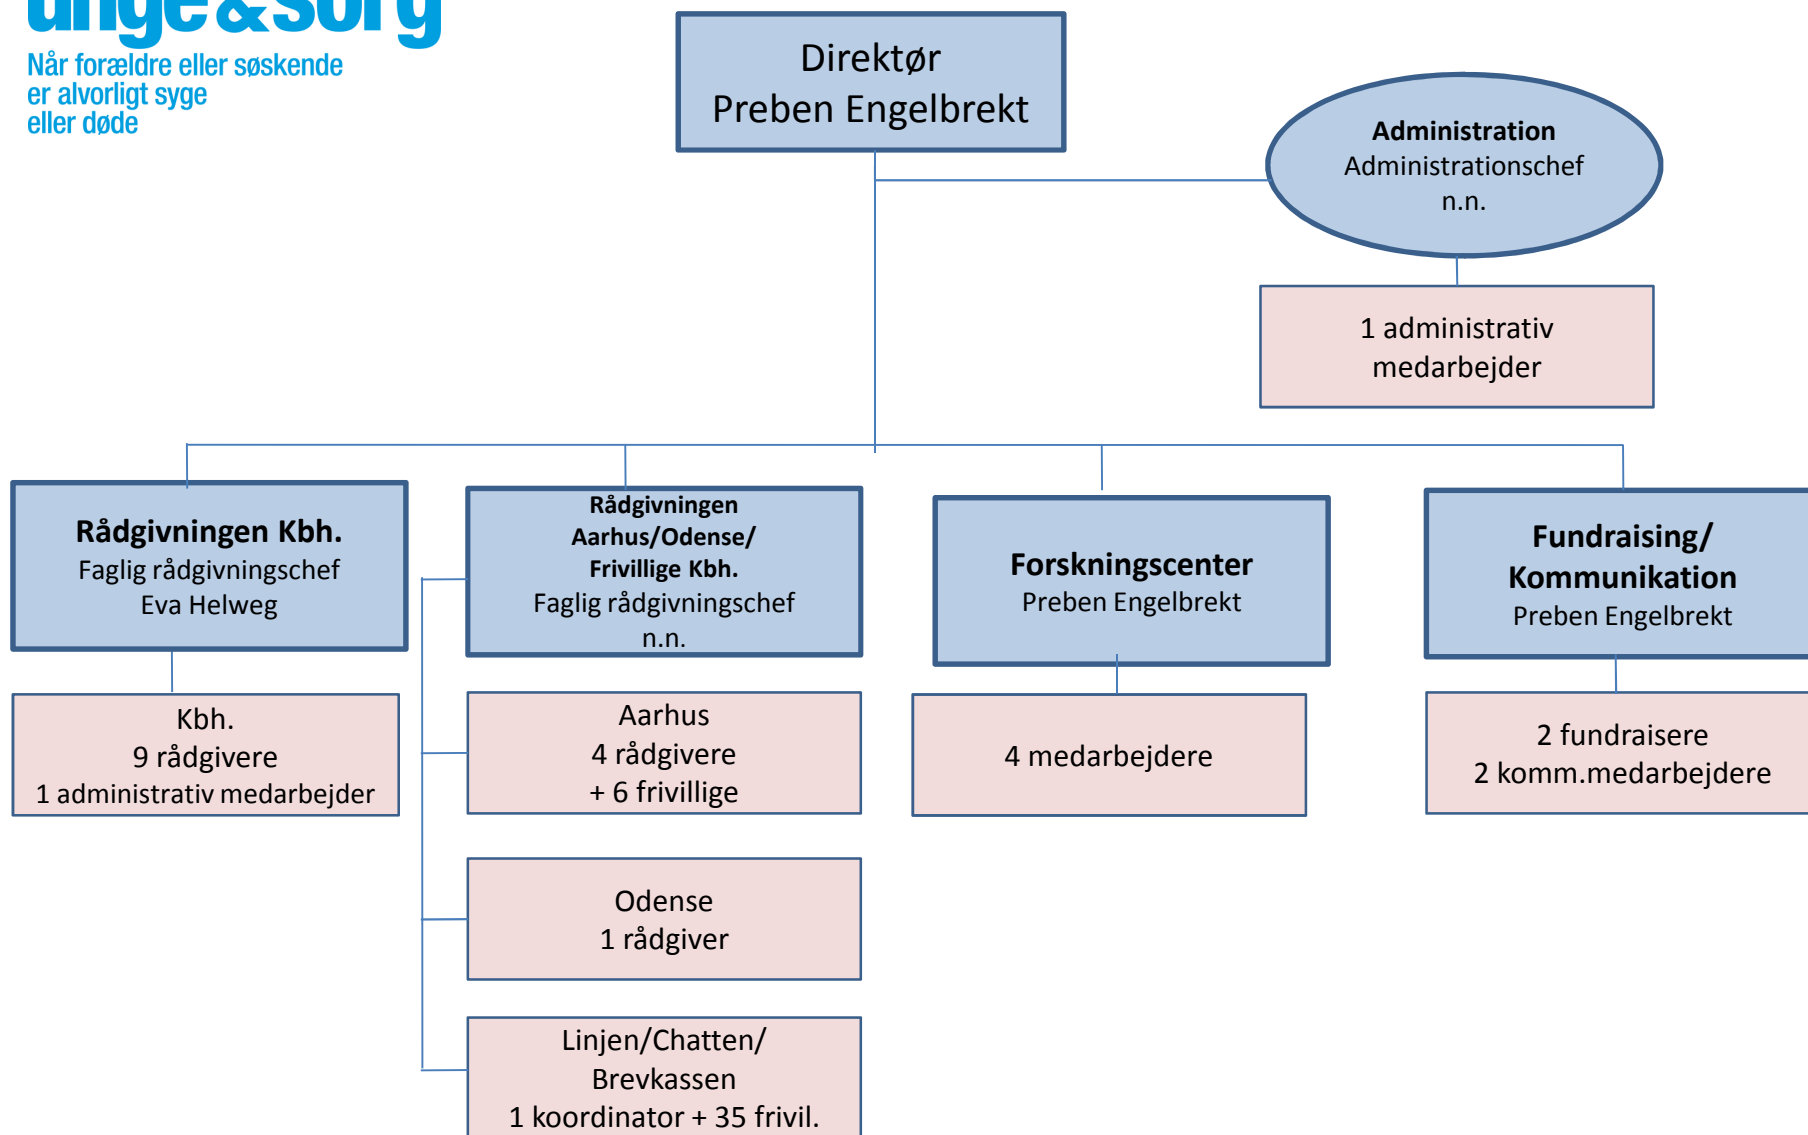 unge&sorg
Når forældre eller søskende
er alvorligt syge
eller døde
Direktør
Preben Engelbrekt
Administration
Administrationschef
n.n.
1 administrativ
medarbejder
Rådgivningen Kbh.
Faglig rådgivningschef
Eva Helweg
Kbh.
9 rådgivere
1 administrativ medarbejder
Rådgivningen
Aarhus/Odense/
Frivillige Kbh.
Faglig rådgivningschef
n.n.
Aarhus
4 rådgivere
+ 6 frivillige
Odense
1 rådgiver
Linjen/Chatten/
Brevkassen
1 koordinator + 35 frivil.
Forskningscenter
Preben Engelbrekt
4 medarbejdere
Fundraising/
Kommunikation
Preben Engelbrekt
2 fundraisere
2 komm.medarbejdere